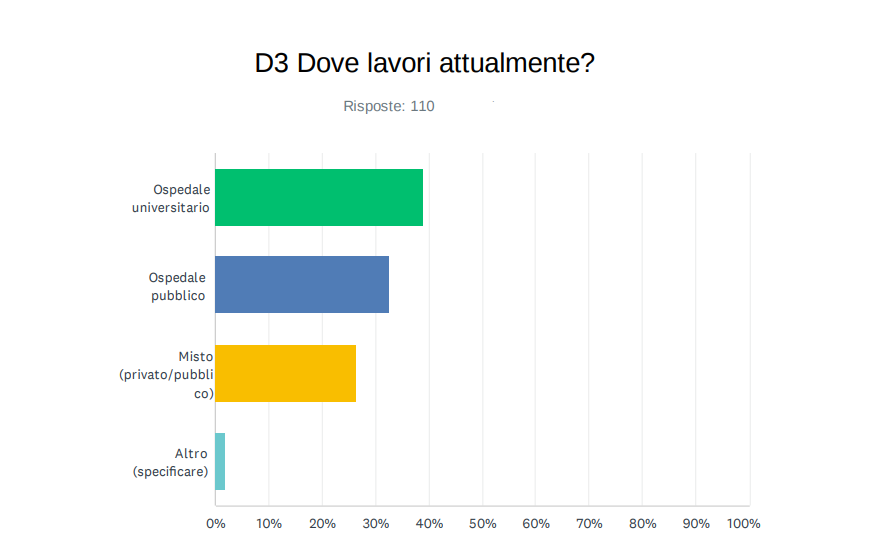 D3 Dove lavori attualmente?
Risposte: 110
Ospedale
universitario
Ospedale
pubblico
Misto
(privato/pubbli
co)
Altro
(specificare)
0% 10% 20% 30% 40% 50% 60% 70% 80% 90% 100%